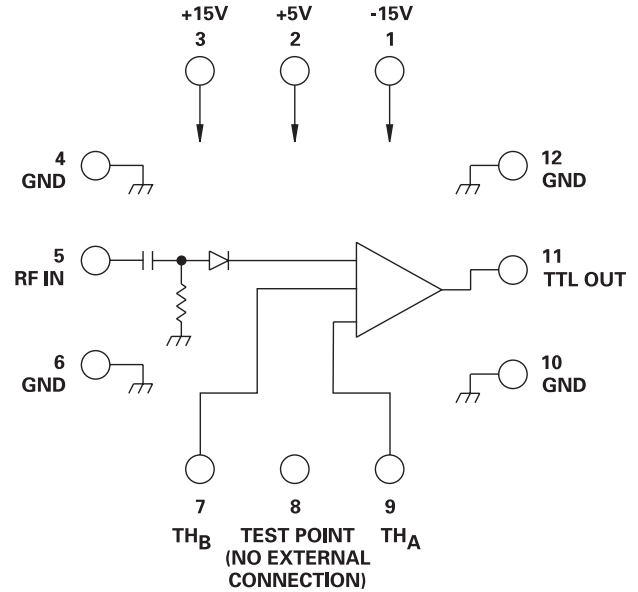 +15V +5V -15V
3 2 1
4
GND
12
GND
5
RF IN
11
TTL OUT
6
GND
10
GND
7 8 9
THB TEST POINT THA
(NO EXTERNAL
CONNECTION)